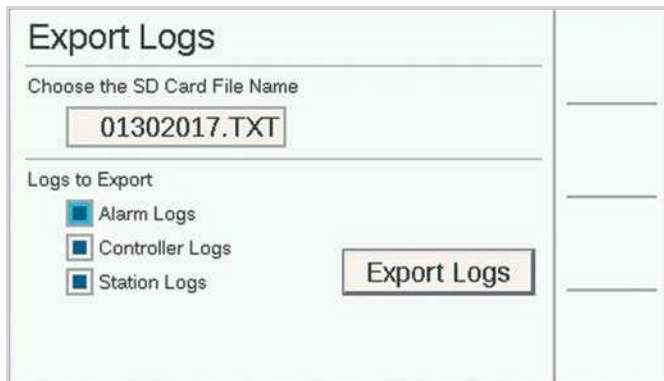 Export Logs
Choose the SD Card File Name
01302017.TXT
Logs to Export
Alarm Logs
Controller Logs
Station Logs
Export Logs